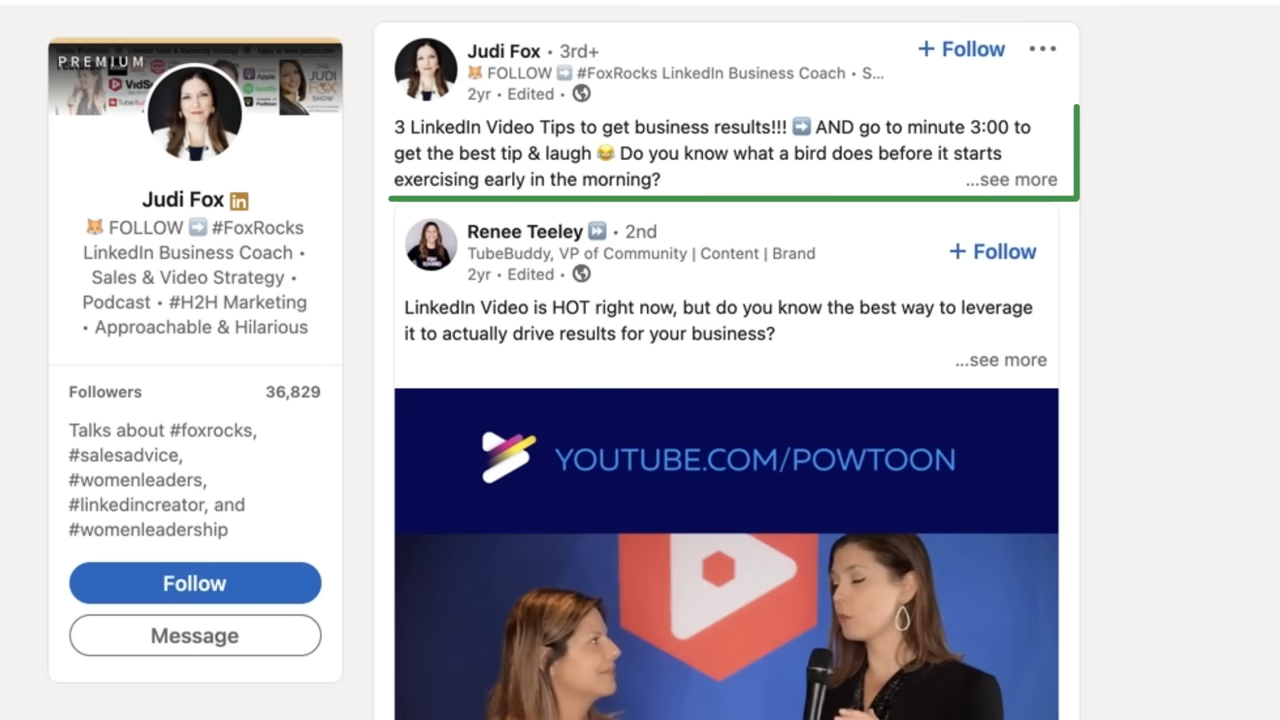 PREMIUM
THE
JUDI
FOX
SHOW
Judi Fox in
🦊 FOLLOW ➡️ #FoxRocks
LinkedIn Business Coach •
Sales & Video Strategy •
Podcast • #H2H Marketing
• Approachable & Hilarious
Followers 36,829
Talks about #foxrocks,
#salesadvice,
#womenleaders,
#linkedincreator, and
#womenleadership
Follow
Message
Judi Fox • 3rd+
+ Follow
🦊 FOLLOW ➡️ #FoxRocks LinkedIn Business Coach • S...
2yr • Edited •
3 LinkedIn Video Tips to get business results!!! ➡️ AND go to minute 3:00 to
get the best tip & laugh 😂 Do you know what a bird does before it starts
exercising early in the morning? ...see more
Renee Teeley ⏩ • 2nd
TubeBuddy, VP of Community | Content | Brand
+ Follow
2yr • Edited •
LinkedIn Video is HOT right now, but do you know the best way to leverage
it to actually drive results for your business?
...see more
YOUTUBE.COM/POWTOON